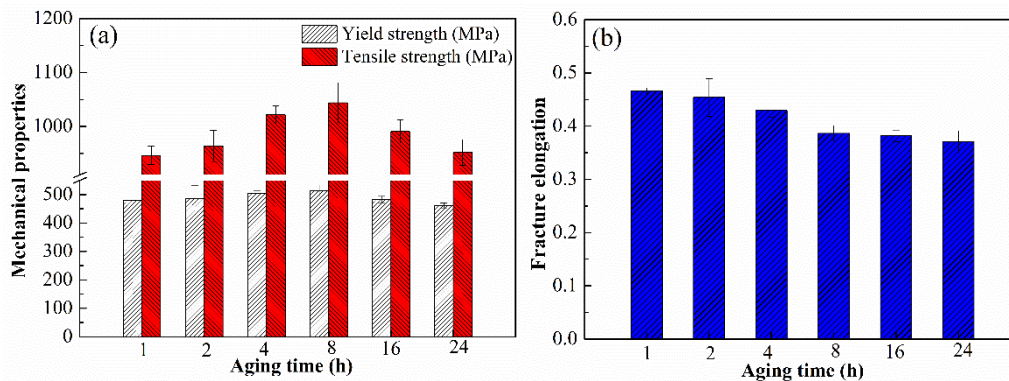 (a)
Yield strength (MPa)
Tensile strength (MPa)
Mechanical properties
1200
1100
1000
500
400
300
200
100
0
1 2 4 8 16 24
Aging time (h)
(b)
Fracture elongation
0.6
0.5
0.4
0.3
0.2
0.1
0.0
1 2 4 8 16 24
Aging time (h)